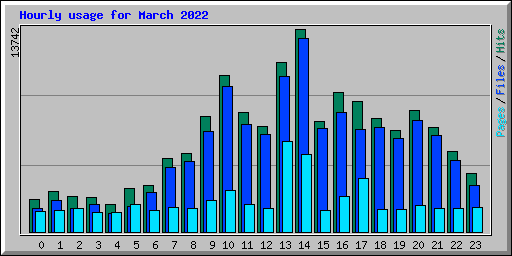 Hourly usage for March 2022
13742
Pages/Files/Hits
0 1 2 3 4 5 6 7 8 9 10 11 12 13 14 15 16 17 18 19 20 21 22 23